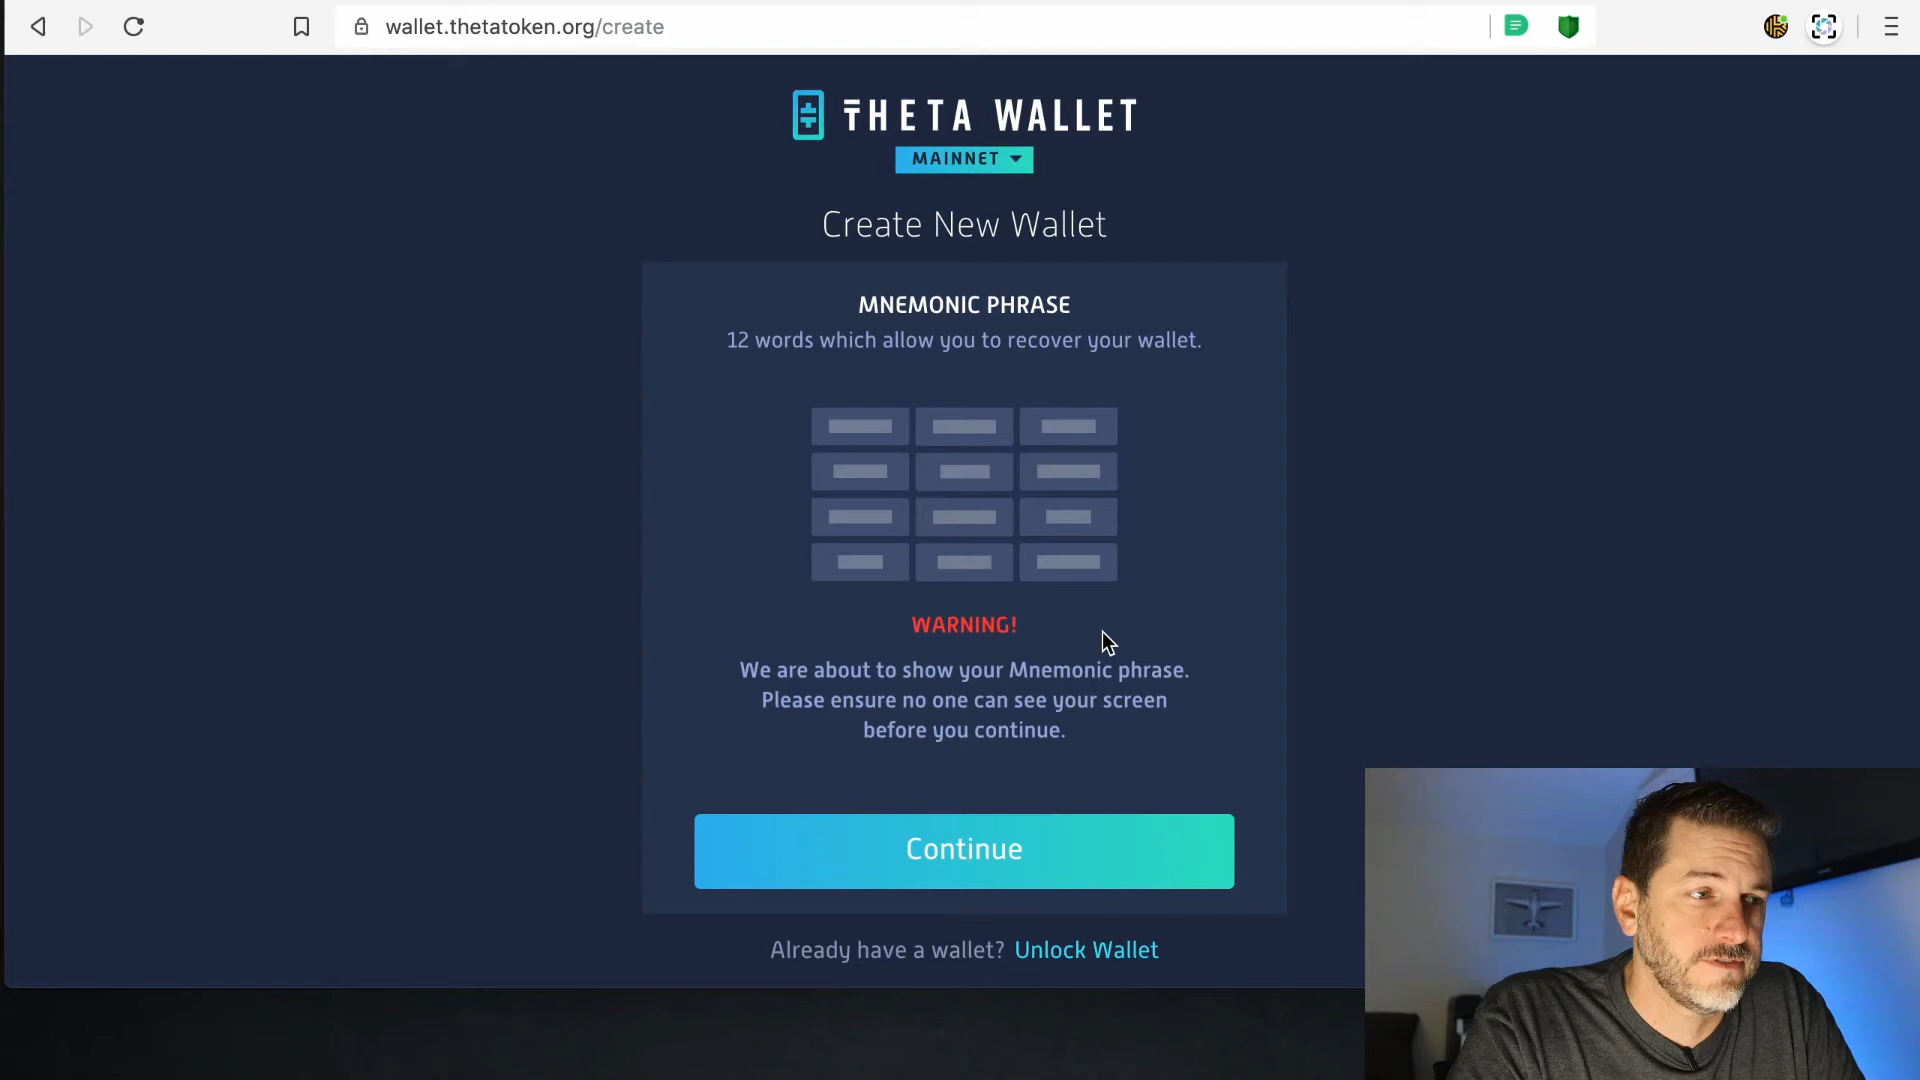 wallet.thetatoken.org/create
THETA WALLET
MAINNET
Create New Wallet
MNEMONIC PHRASE
12 words which allow you to recover your wallet.
WARNING!
We are about to show your Mnemonic phrase.
Please ensure no one can see your screen
before you continue.
Continue
Already have a wallet? Unlock Wallet